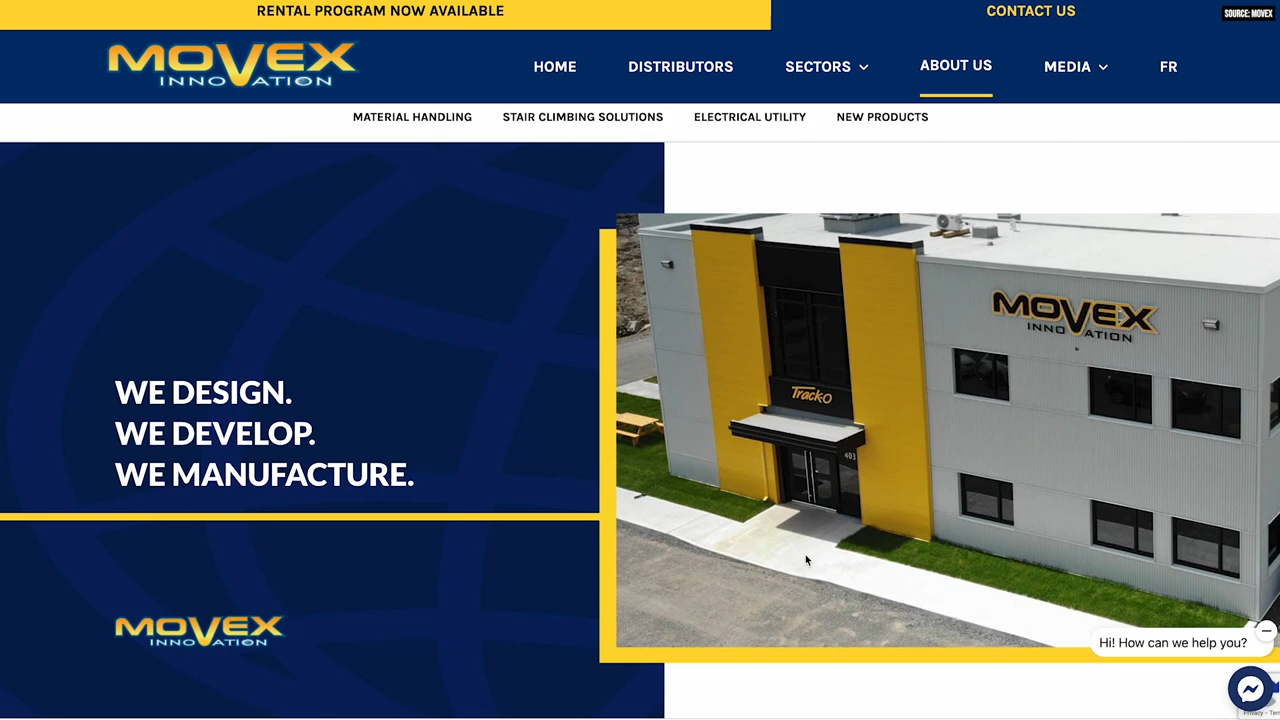 RENTAL PROGRAM NOW AVAILABLE
CONTACT US
SOURCE: MOVEX
MOVEX
INNOVATION
HOME
DISTRIBUTORS
SECTORS
ABOUT US
MEDIA
FR
MATERIAL HANDLING
STAIR CLIMBING SOLUTIONS
ELECTRICAL UTILITY
NEW PRODUCTS
MOVEX
INNOVATION
Track-O
403
WE DESIGN.
WE DEVELOP.
WE MANUFACTURE.
MOVEX
INNOVATION
Hi! How can we help you?
Privacy